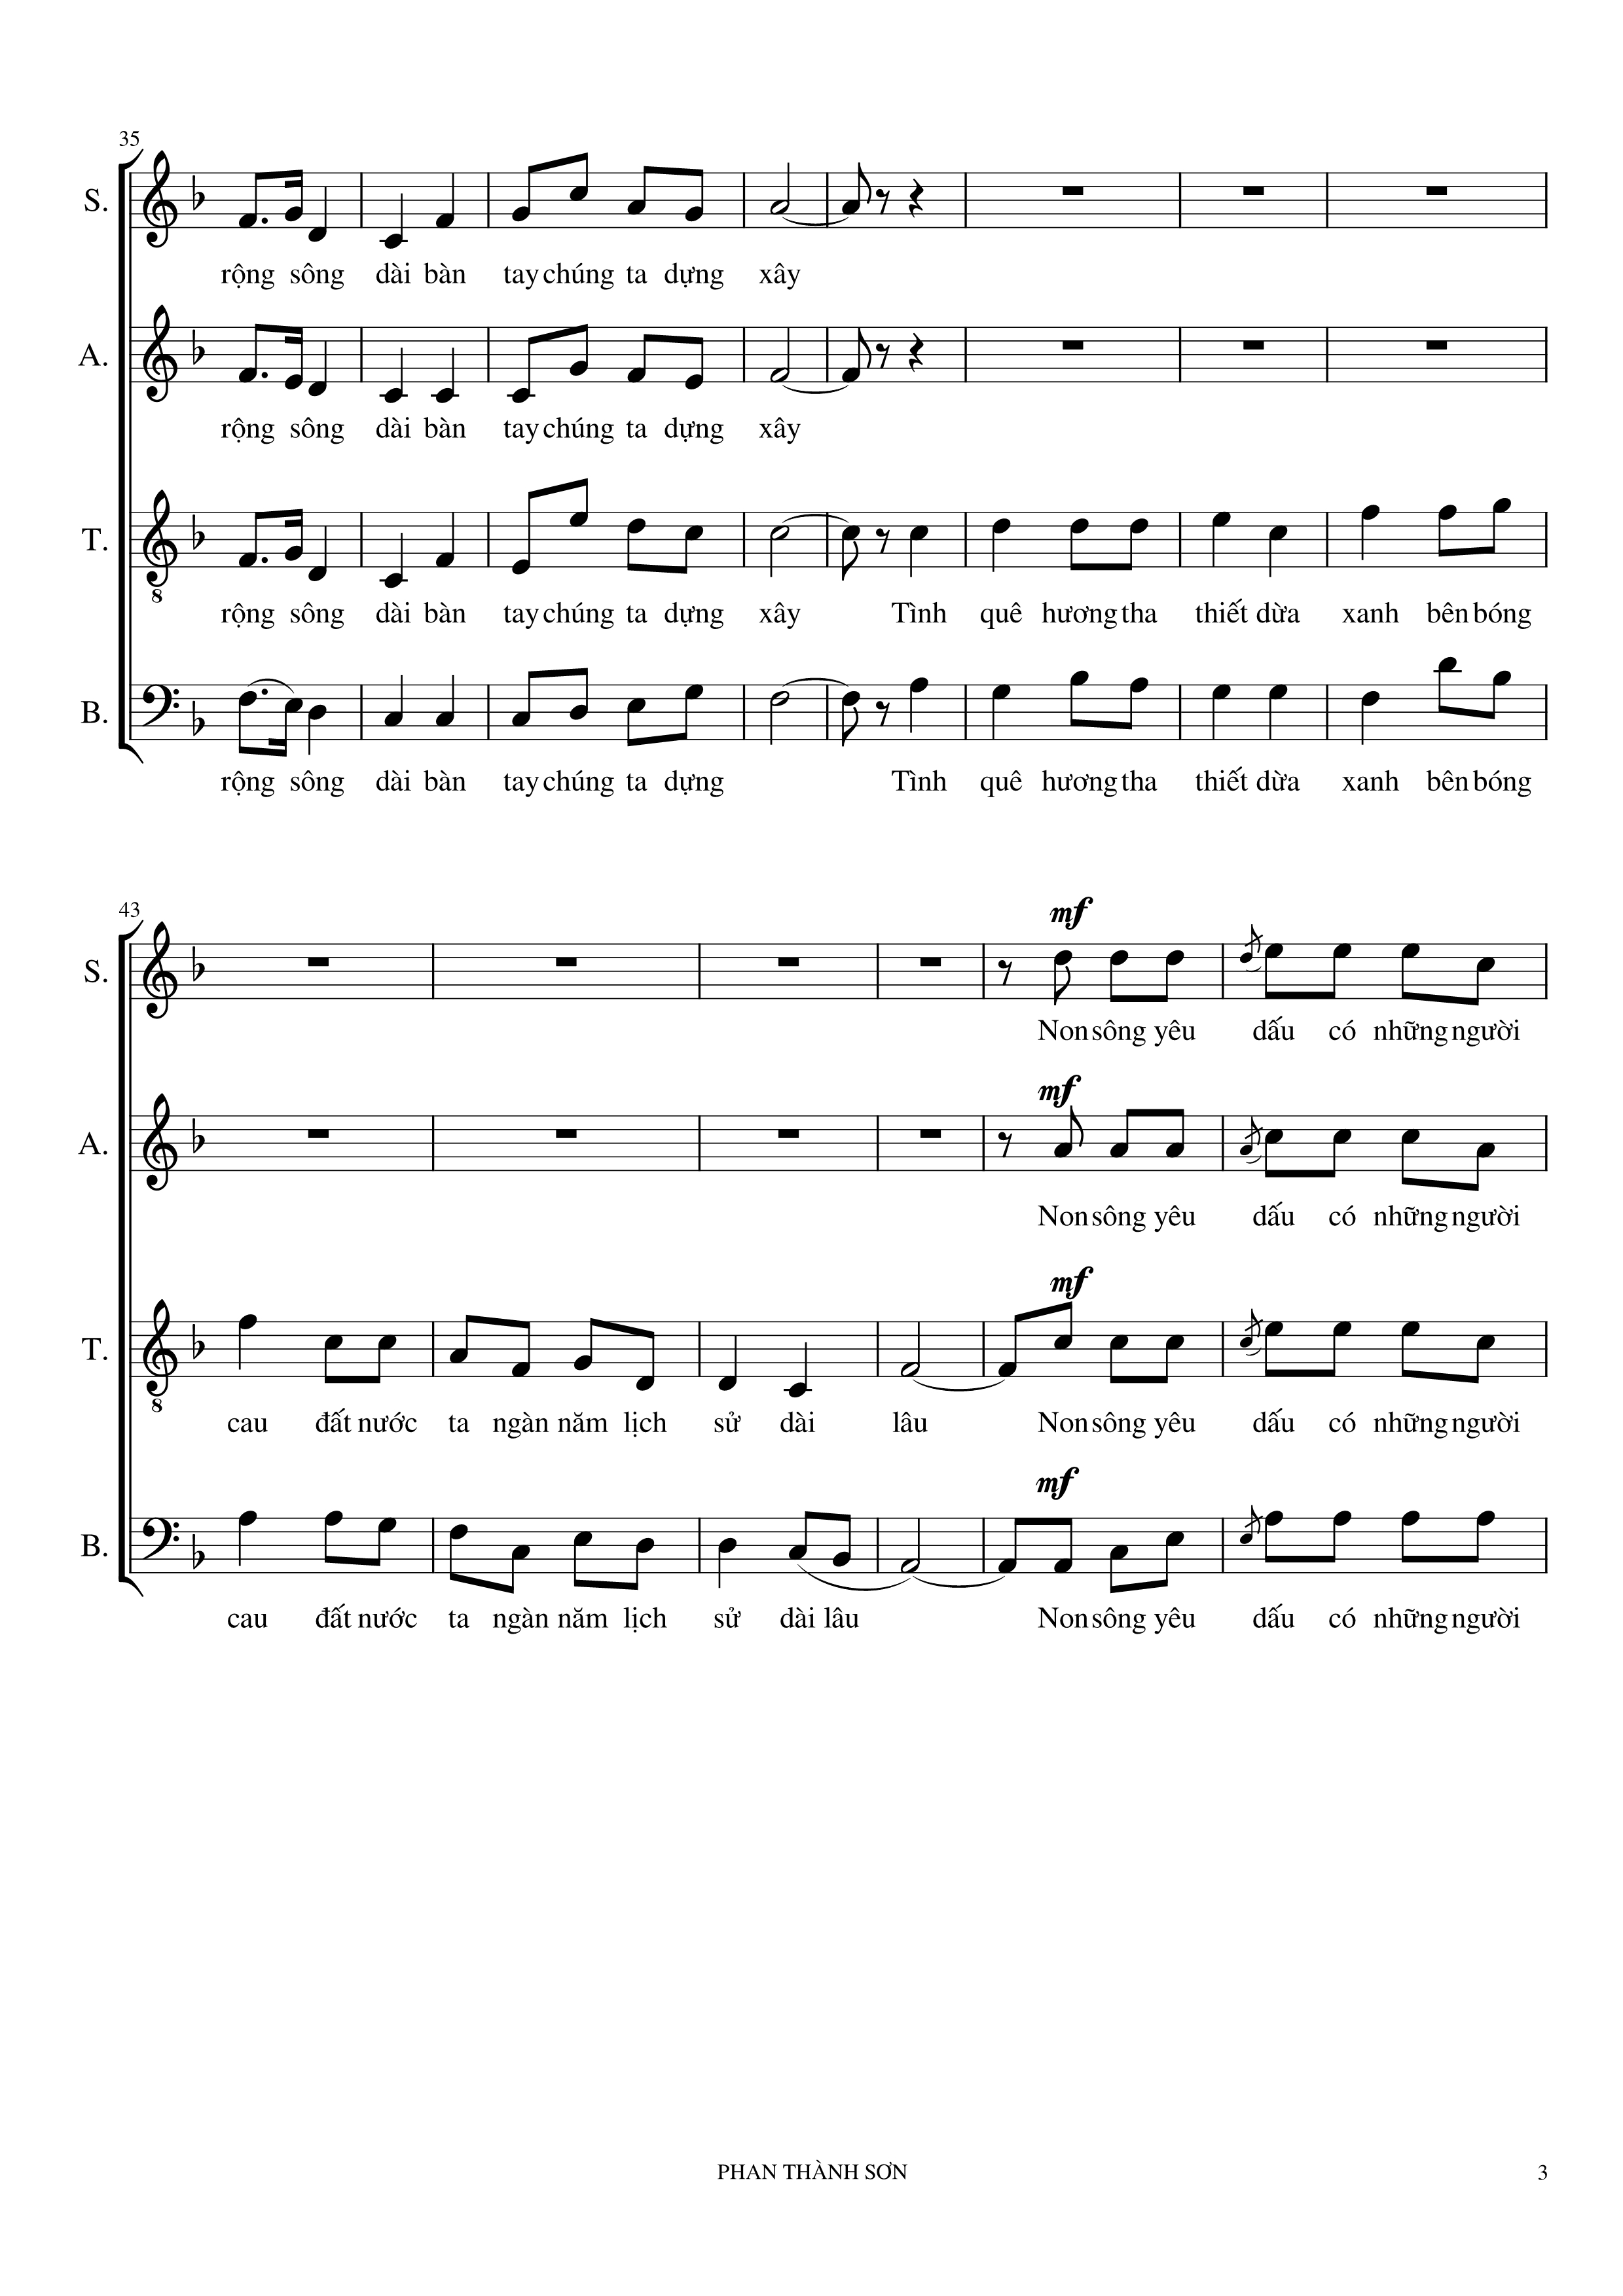 35
S.
rộng sông dài bàn tay chúng ta dựng xây
A.
rộng sông dài bàn tay chúng ta dựng xây
T.
8
rộng sông dài bàn tay chúng ta dựng xây Tình quê hương tha thiết dừa xanh bên bóng
B.
rộng sông dài bàn tay chúng ta dựng Tình quê hương tha thiết dừa xanh bên bóng
43
mf
S.
Non sông yêu dấu có những người
mf
A.
Non sông yêu dấu có những người
mf
T.
8
cau đất nước ta ngàn năm lịch sử dài lâu Non sông yêu dấu có những người
mf
B.
cau đất nước ta ngàn năm lịch sử dài lâu Non sông yêu dấu có những người
PHAN THÀNH SƠN 3